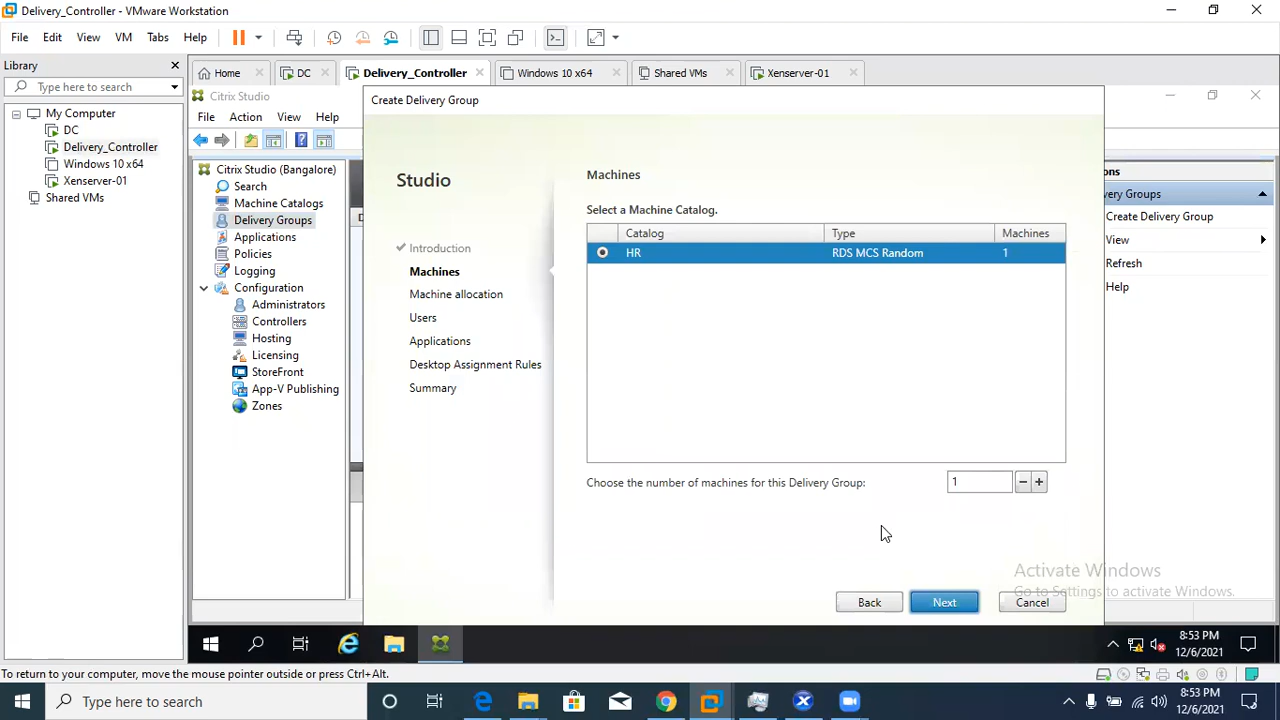 Delivery_Controller - VMware Workstation
File Edit View VM Tabs Help
Library
Type here to search
My Computer
DC
Delivery_Controller
Windows 10 x64
Xenserver-01
Shared VMs
Home DC Delivery_Controller Windows 10 x64 Shared VMs Xenserver-01
Citrix Studio
File Action View Help
Citrix Studio (Bangalore)
Search
Machine Catalogs
Delivery Groups
Applications
Policies
Logging
Configuration
Administrators
Controllers
Hosting
Licensing
StoreFront
App-V Publishing
Zones
Create Delivery Group
Studio
Introduction
Machines
Machine allocation
Users
Applications
Desktop Assignment Rules
Summary
Machines
Select a Machine Catalog.
Catalog Type Machines
HR RDS MCS Random 1
Choose the number of machines for this Delivery Group: 1
Back Next Cancel
ons
very Groups
Create Delivery Group
View
Refresh
Help
Activate Windows
Go to Settings to activate Windows.
8:53 PM
12/6/2021
To return to your computer, move the mouse pointer outside or press Ctrl+Alt.
Type here to search
8:53 PM
12/6/2021